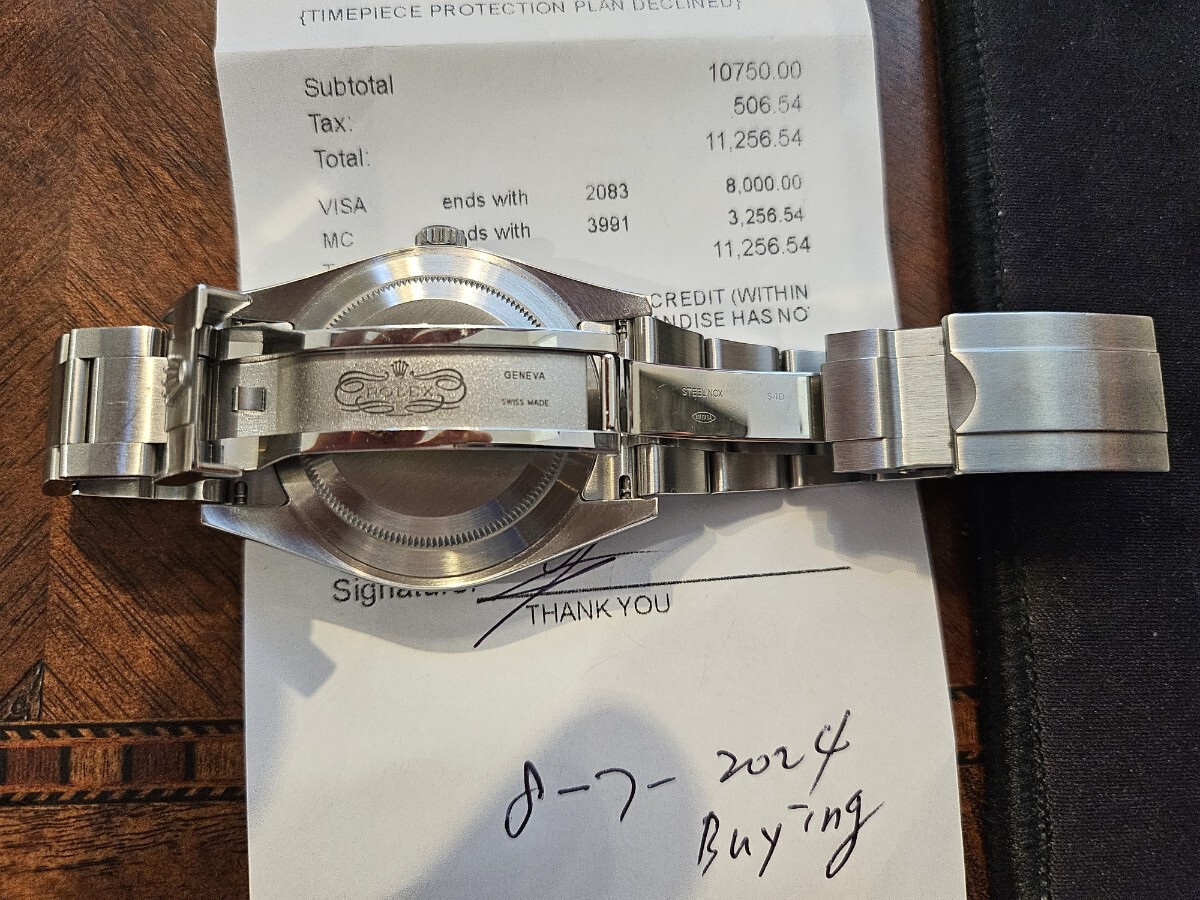 {TIMEPIECE PROTECTION PLAN DECLINED}
Subtotal 10750.00
Tax: 506.54
Total: 11,256.54
VISA ends with 2083 8,000.00
MC ends with 3991 3,256.54
11,256.54
CREDIT (WITHIN
HAS NO
ROLEX
GENEVA
SWISS MADE
STEELINOX
Signature:
THANK YOU
8-7-2024
Buying